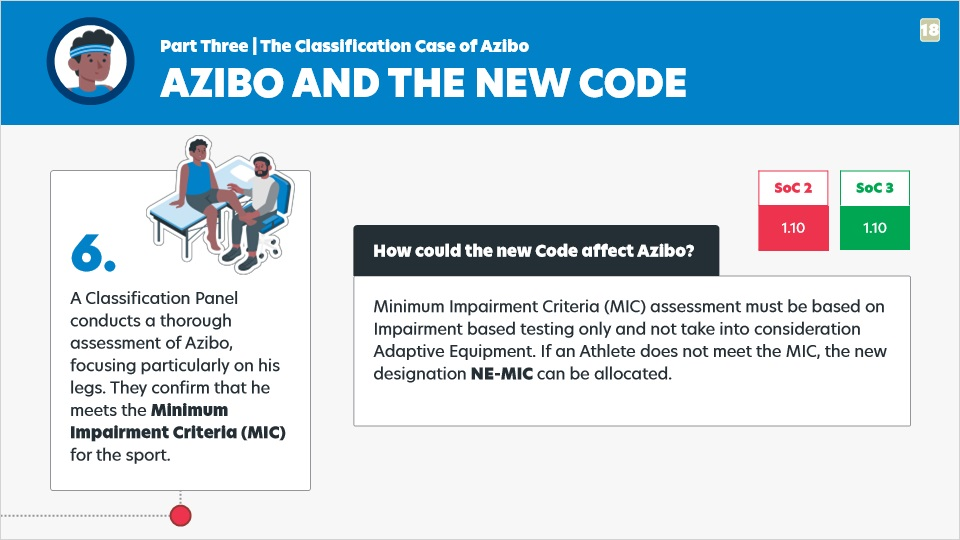 Part Three | The Classification Case of Azibo
AZIBO AND THE NEW CODE
18
6.
A Classification Panel
conducts a thorough
assessment of Azibo,
focusing particularly on his
legs. They confirm that he
meets the Minimum
Impairment Criteria (MIC)
for the sport.
SoC 2
1.10
SoC 3
1.10
How could the new Code affect Azibo?
Minimum Impairment Criteria (MIC) assessment must be based on
Impairment based testing only and not take into consideration
Adaptive Equipment. If an Athlete does not meet the MIC, the new
designation NE-MIC can be allocated.